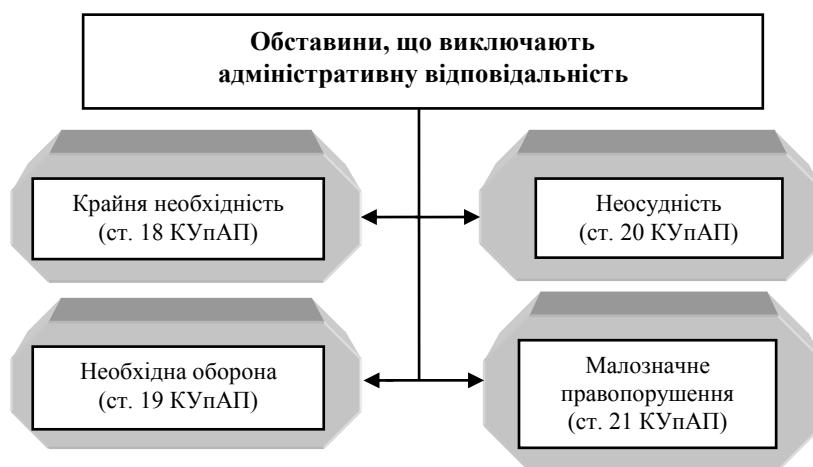 Обставини, що виключають
адміністративну відповідальність
Крайня необхідність
(ст. 18 КУпАП)
Неосудність
(ст. 20 КУпАП)
Необхідна оборона
(ст. 19 КУпАП)
Малозначне
правопорушення
(ст. 21 КУпАП)